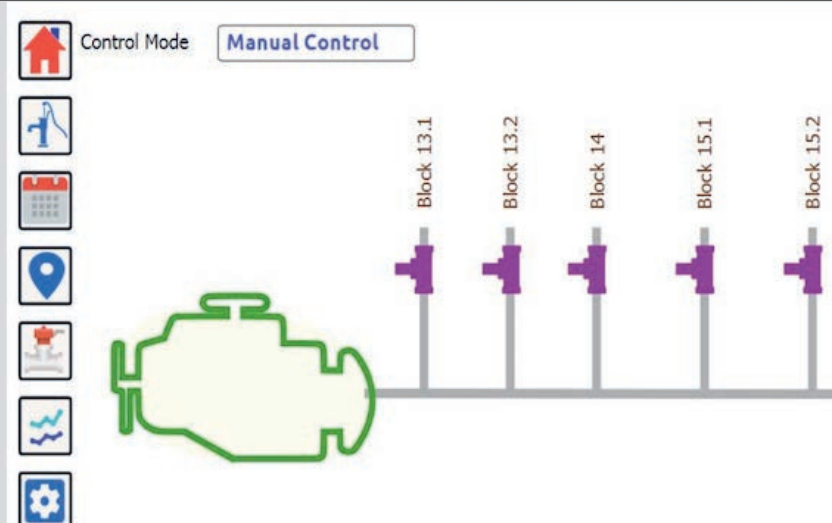 Control Mode
Manual Control
Block 13.1
Block 13.2
Block 14
Block 15.1
Block 15.2